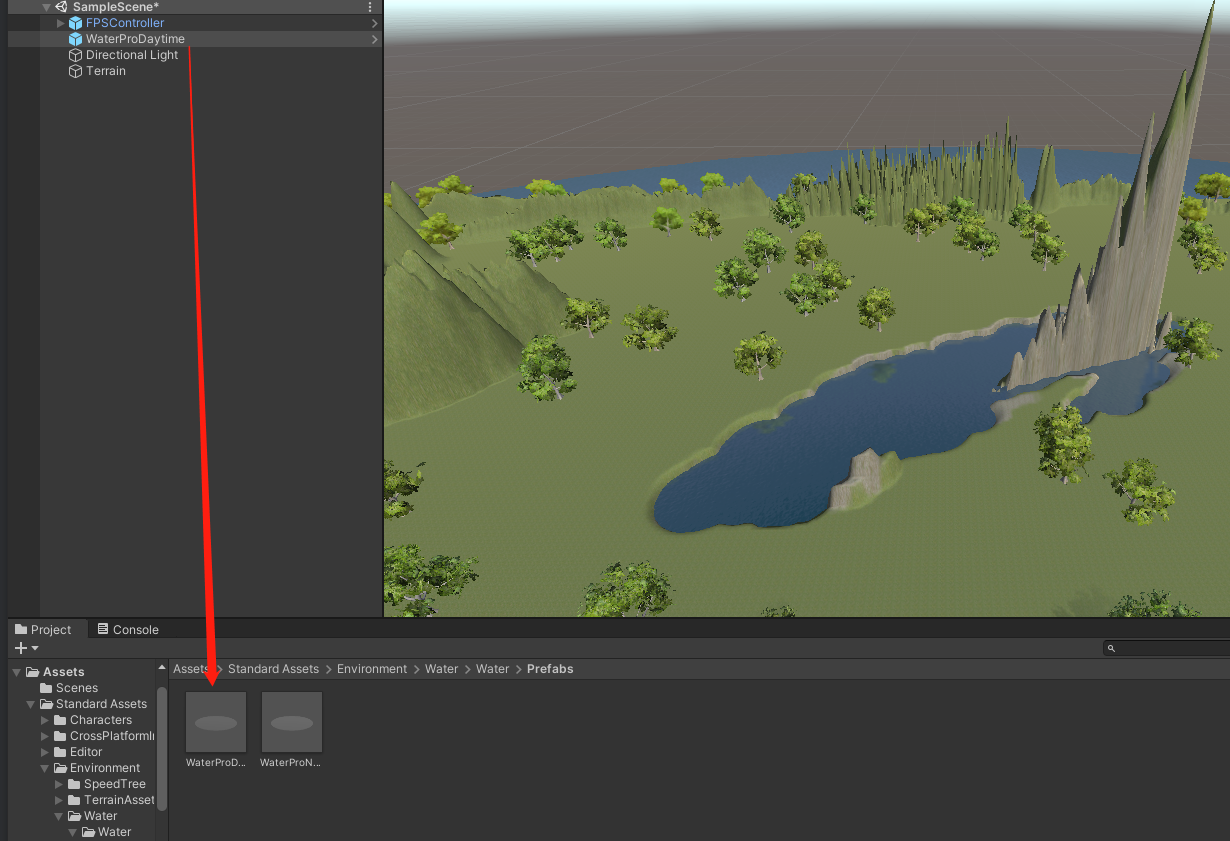 SampleScene*
FPSController
WaterProDaytime
Directional Light
Terrain
Project
Console
Assets > Standard Assets > Environment > Water > Water > Prefabs
Assets
Scenes
Standard Assets
Characters
CrossPlatformI
Editor
Environment
SpeedTree
TerrainAsset
Water
Water
WaterProD... WaterProN...